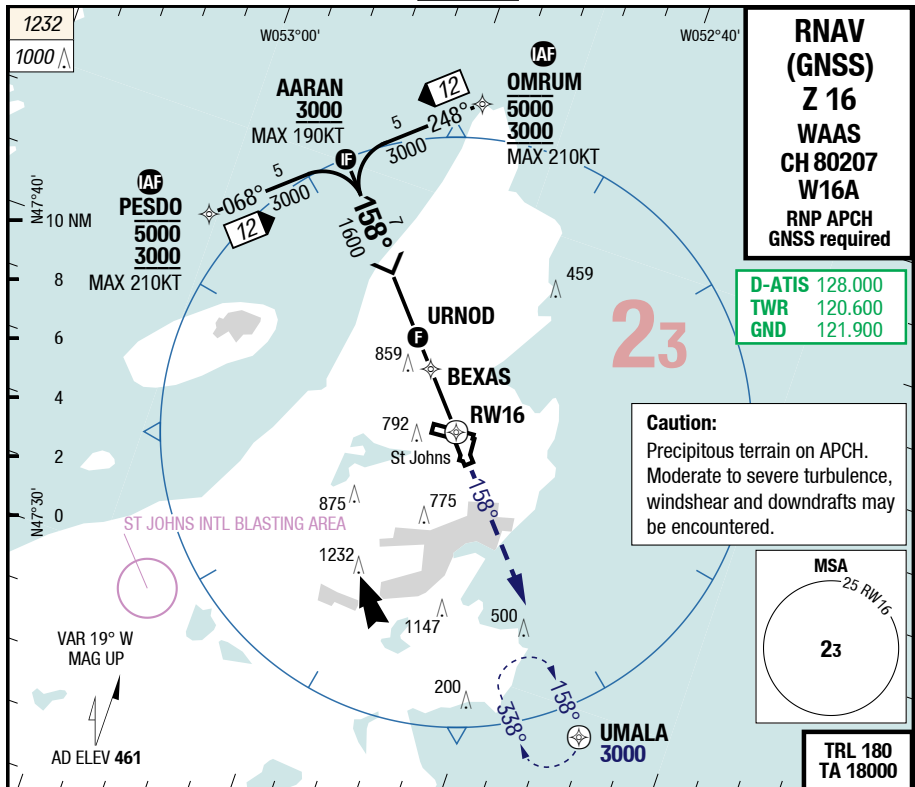 1232
1000
W053°00'
W052°40'
RNAV
(GNSS)
Z 16
WAAS
CH 80207
W16A
RNP APCH
GNSS required
D-ATIS 128.000
TWR 120.600
GND 121.900
IAF
OMRUM
5000
3000
MAX 210KT
12
248°
5
3000
AARAN
3000
MAX 190KT
IF
IAF
PESDO
5000
3000
MAX 210KT
068°
5
3000
12
158°
7
1600
N47°40'
10 NM
8
6
4
2
0
N47°30'
459
23
URNOD
F
859
BEXAS
RW16
792
St Johns
875
775
158°
ST JOHNS INTL BLASTING AREA
1232
1147
500
200
158°
338°
UMALA
3000
Caution:
Precipitous terrain on APCH.
Moderate to severe turbulence,
windshear and downdrafts may
be encountered.
MSA
25 RW16
23
VAR 19° W
MAG UP
AD ELEV 461
TRL 180
TA 18000